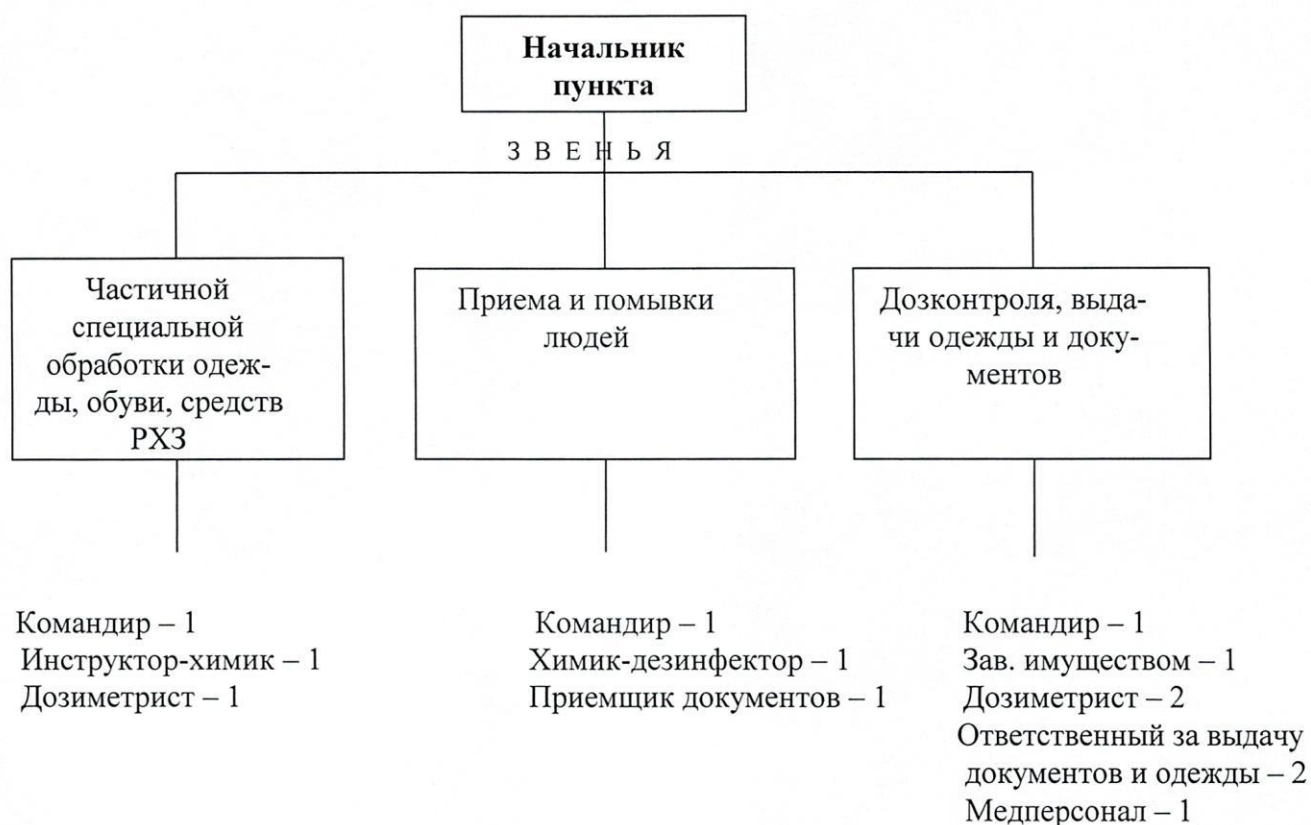 Начальник
пункта
З В Е Н Ь Я
Частичной
специальной
обработки одеж-
ды, обуви, средств
РХЗ
Приема и помывки
людей
Дозконтроля, выда-
чи одежды и доку-
ментов
Командир – 1
Инструктор-химик – 1
Дозиметрист – 1
Командир – 1
Химик-дезинфектор – 1
Приемщик документов – 1
Командир – 1
Зав. имуществом – 1
Дозиметрист – 2
Ответственный за выдачу
документов и одежды – 2
Медперсонал – 1